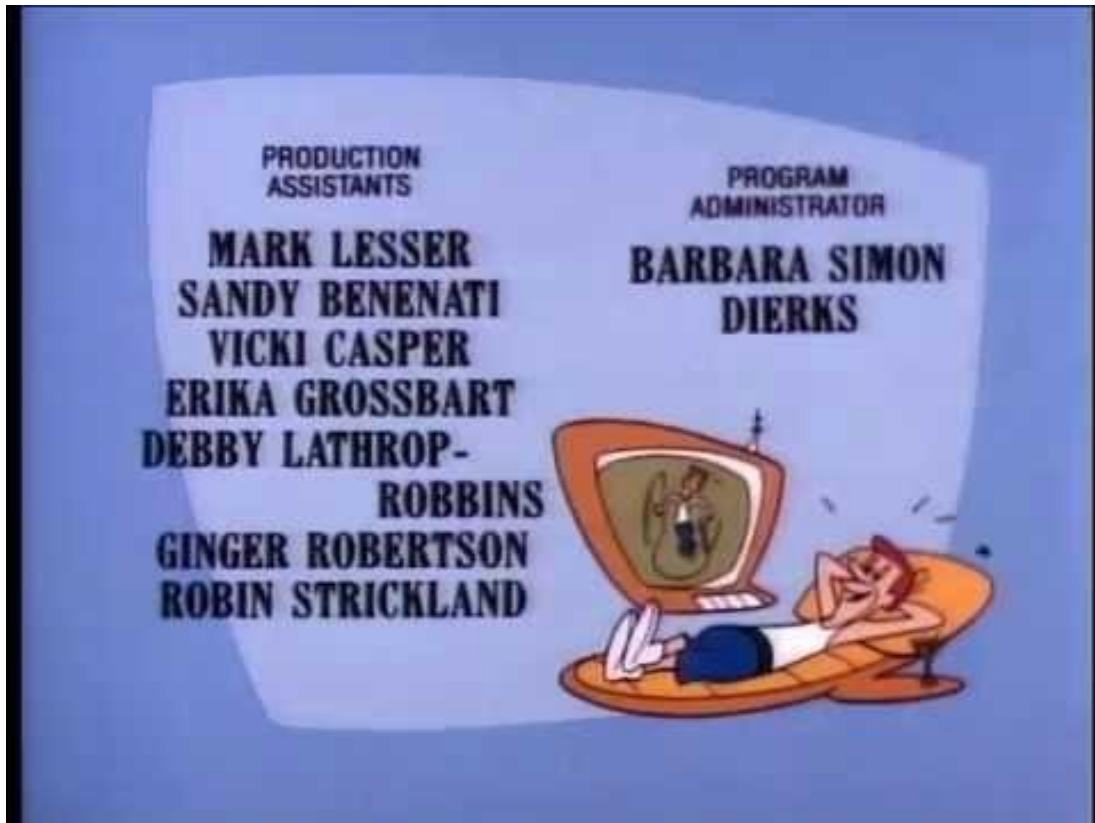 PRODUCTION
ASSISTANTS
MARK LESSER
SANDY BENENATI
VICKI CASPER
ERIKA GROSSBART
DEBBY LATHROP-
ROBBINS
GINGER ROBERTSON
ROBIN STRICKLAND
PROGRAM
ADMINISTRATOR
BARBARA SIMON
DIERKS